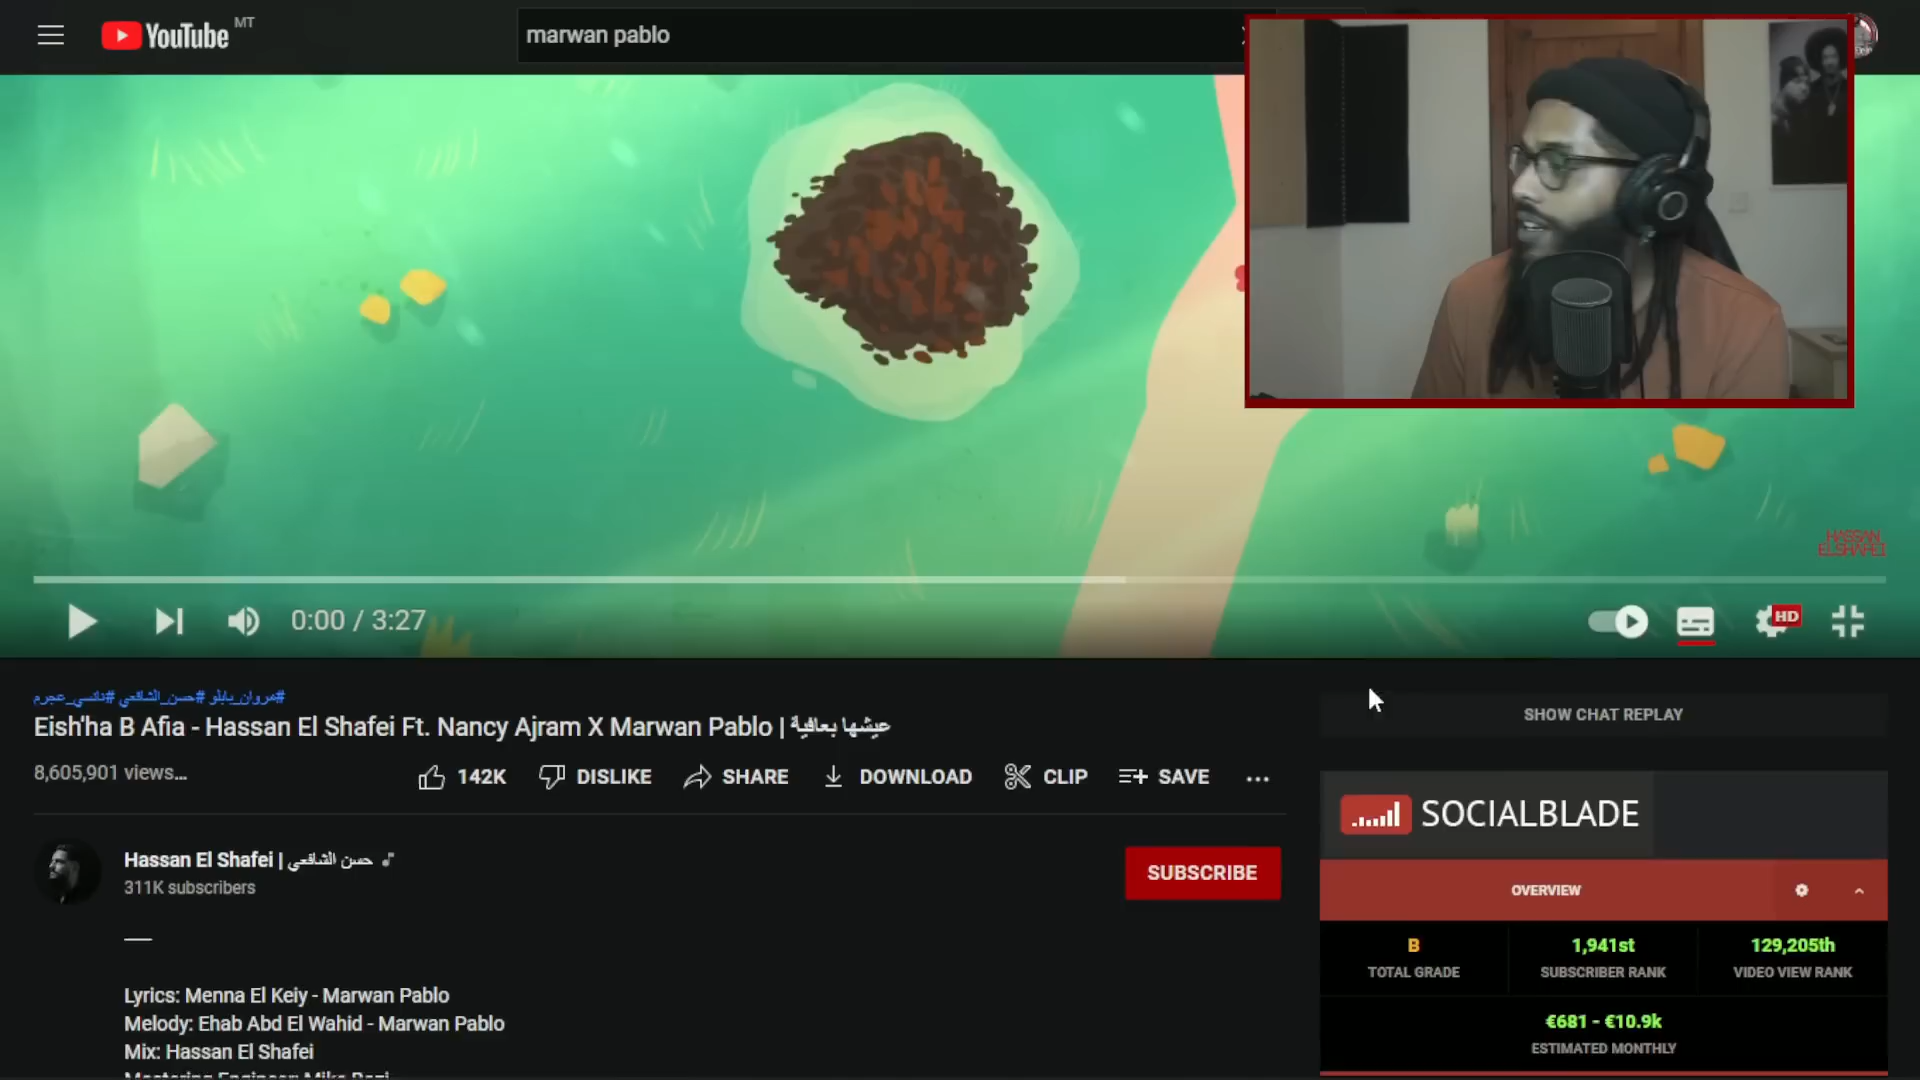 YouTube MT
marwan pablo
HASSAN
ELSHAFEI
0:00 / 3:27
HD
#مروان_بابلو #حسن_الشافعي #نانسي_عجرم
Eish'ha B Afia - Hassan El Shafei Ft. Nancy Ajram X Marwan Pablo | عيشها بعافية
8,605,901 views...
142K
DISLIKE
SHARE
DOWNLOAD
CLIP
SAVE
SHOW CHAT REPLAY
Hassan El Shafei | حسن الشافعي
311K subscribers
SUBSCRIBE
Lyrics: Menna El Keiy - Marwan Pablo
Melody: Ehab Abd El Wahid - Marwan Pablo
Mix: Hassan El Shafei
SOCIALBLADE
OVERVIEW
B
TOTAL GRADE
1,941st
SUBSCRIBER RANK
129,205th
VIDEO VIEW RANK
€681 - €10.9k
ESTIMATED MONTHLY